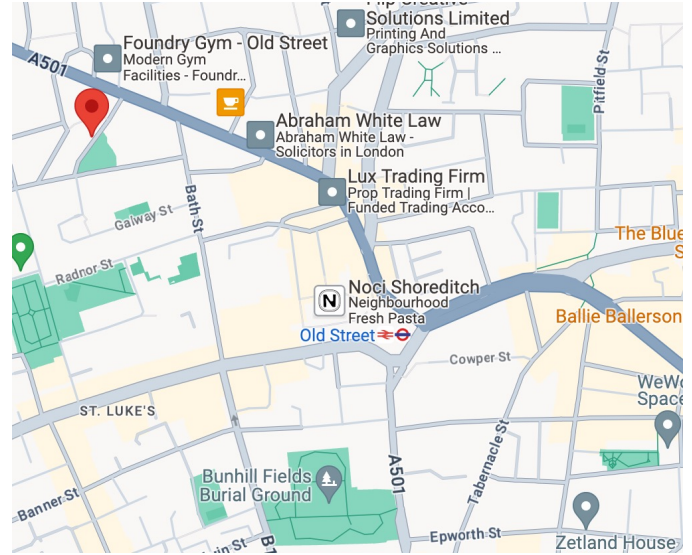 Solutions Limited
Printing And
Graphics Solutions ...
Foundry Gym - Old Street
Modern Gym
Facilities - Foundr...
A501
Pitfield St
Abraham White Law
Abraham White Law -
Solicitors in London
Lux Trading Firm
Prop Trading Firm |
Funded Trading Acco...
Bath St
Galway St
Radnor St
The Blue
S
Noci Shoreditch
Neighbourhood
Fresh Pasta
N
Old Street
Ballie Ballerson
Cowper St
WeWo
Space
ST. LUKE'S
Tabernacle St
A501
Bunhill Fields
Burial Ground
Banner St
Epworth St
Zetland House
B1